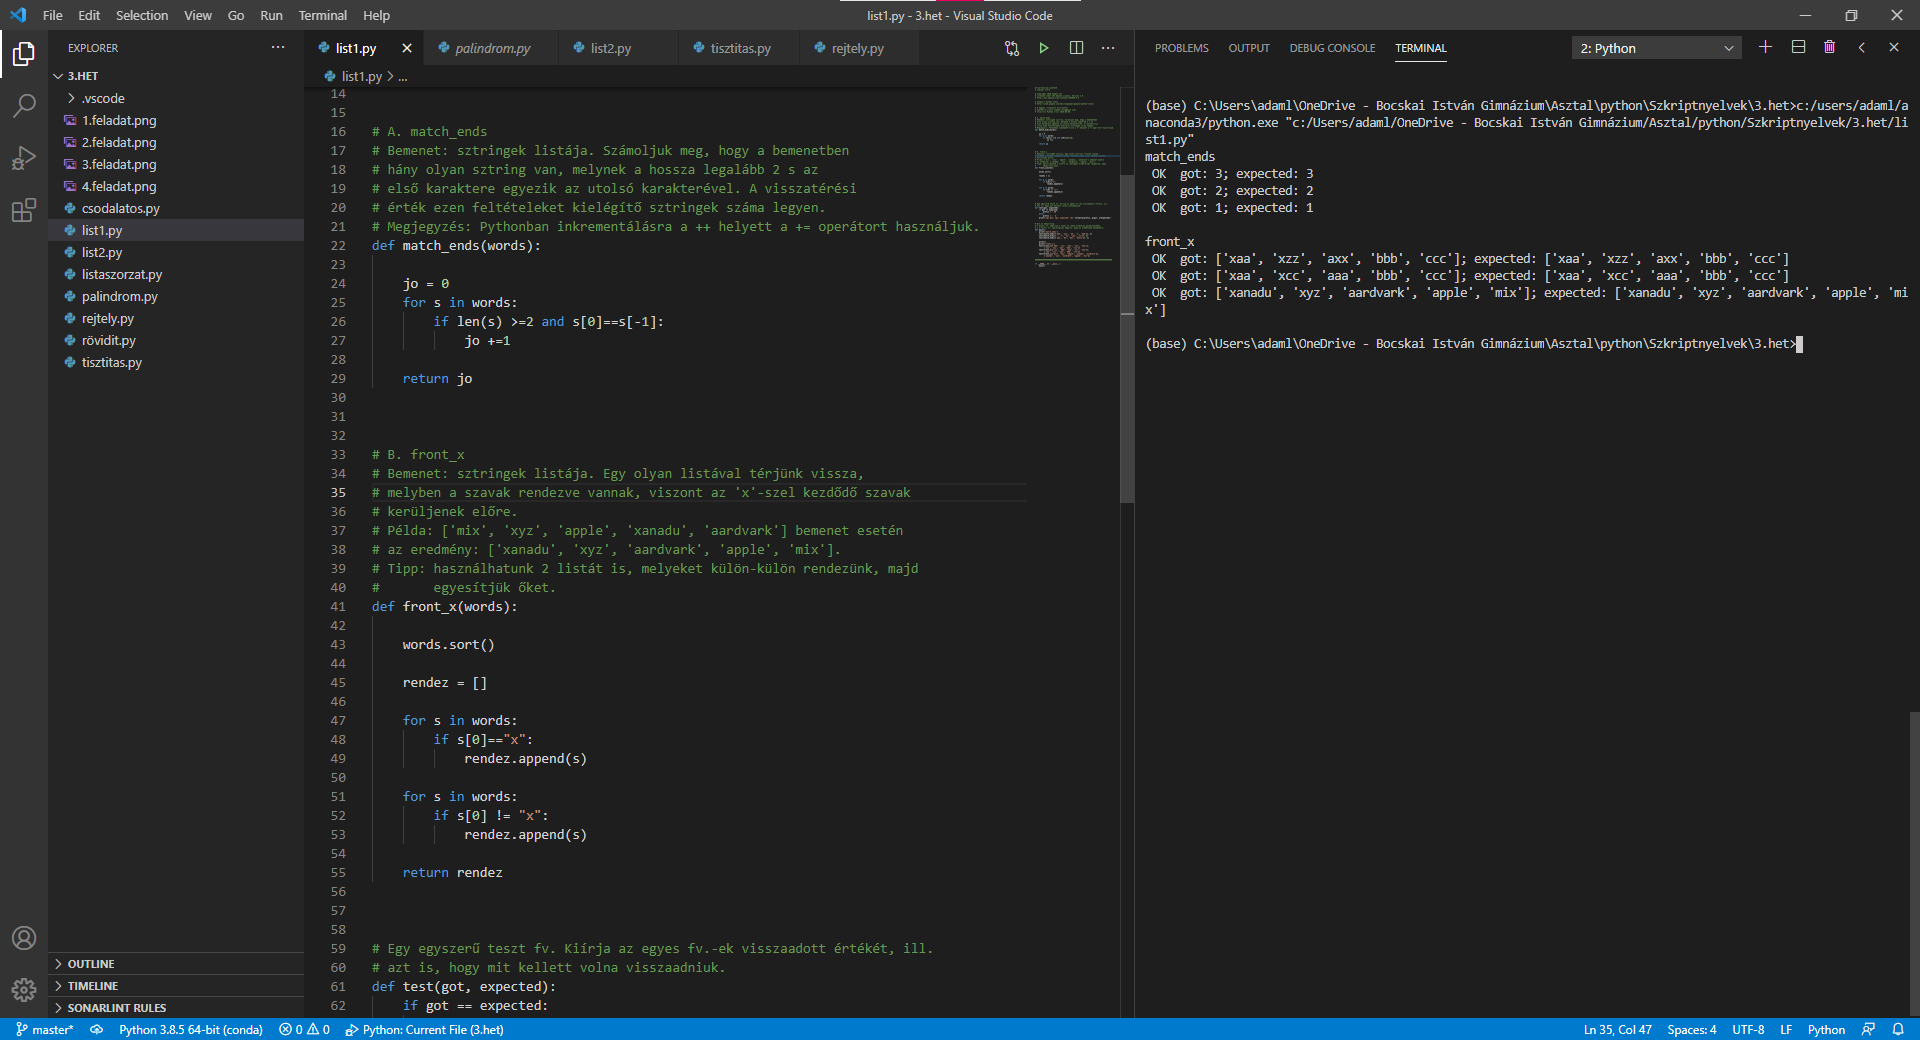 File Edit Selection View Go Run Terminal Help
list1.py - 3.het - Visual Studio Code
EXPLORER
3.HET
.vscode
1.feladat.png
2.feladat.png
3.feladat.png
4.feladat.png
csodalatos.py
list1.py
list2.py
listaszorzat.py
palindrom.py
rejtely.py
rövidit.py
tisztitas.py
OUTLINE
TIMELINE
SONARLINT RULES
list1.py palindrom.py list2.py tisztitas.py rejtely.py
list1.py > ...
14
15
16 # A. match_ends
17 # Bemenet: sztringek listája. Számoljuk meg, hogy a bemenetben
18 # hány olyan sztring van, melynek a hossza legalább 2 s az
19 # első karaktere egyezik az utolsó karakterével. A visszatérési
20 # érték ezen feltételeket kielégítő sztringek száma legyen.
21 # Megjegyzés: Pythonban inkrementálásra a ++ helyett a += operátort használjuk.
22 def match_ends(words):
23
24     jo = 0
25     for s in words:
26         if len(s) >=2 and s[0]==s[-1]:
27             jo +=1
28
29     return jo
30
31
32
33 # B. front_x
34 # Bemenet: sztringek listája. Egy olyan listával térjünk vissza,
35 # melyben a szavak rendezve vannak, viszont az 'x'-szel kezdődő szavak
36 # kerüljenek előre.
37 # Példa: ['mix', 'xyz', 'apple', 'xanadu', 'aardvark'] bemenet esetén
38 # az eredmény: ['xanadu', 'xyz', 'aardvark', 'apple', 'mix'].
39 # Tipp: használhatunk 2 listát is, melyeket külön-külön rendezünk, majd
40 #       egyesítjük őket.
41 def front_x(words):
42
43     words.sort()
44
45     rendez = []
46
47     for s in words:
48         if s[0]=="x":
49             rendez.append(s)
50
51     for s in words:
52         if s[0] != "x":
53             rendez.append(s)
54
55     return rendez
56
57
58
59 # Egy egyszerű teszt fv. Kiírja az egyes fv.-ek visszaadott értékét, ill.
60 # azt is, hogy mit kellett volna visszaadniuk.
61 def test(got, expected):
62     if got == expected:
PROBLEMS OUTPUT DEBUG CONSOLE TERMINAL
2: Python
(base) C:\Users\adaml\OneDrive - Bocskai István Gimnázium\Asztal\python\Szkriptnyelvek\3.het>c:/users/adaml/a
naconda3/python.exe "c:/Users/adaml/OneDrive - Bocskai István Gimnázium/Asztal/python/Szkriptnyelvek/3.het/li
st1.py"
match_ends
 OK  got: 3; expected: 3
 OK  got: 2; expected: 2
 OK  got: 1; expected: 1
front_x
 OK  got: ['xaa', 'xzz', 'axx', 'bbb', 'ccc']; expected: ['xaa', 'xzz', 'axx', 'bbb', 'ccc']
 OK  got: ['xaa', 'xcc', 'aaa', 'bbb', 'ccc']; expected: ['xaa', 'xcc', 'aaa', 'bbb', 'ccc']
 OK  got: ['xanadu', 'xyz', 'aardvark', 'apple', 'mix']; expected: ['xanadu', 'xyz', 'aardvark', 'apple', 'mi
x']
(base) C:\Users\adaml\OneDrive - Bocskai István Gimnázium\Asztal\python\Szkriptnyelvek\3.het>
master* Python 3.8.5 64-bit (conda) 0 0 Python: Current File (3.het)
Ln 35, Col 47 Spaces: 4 UTF-8 LF Python